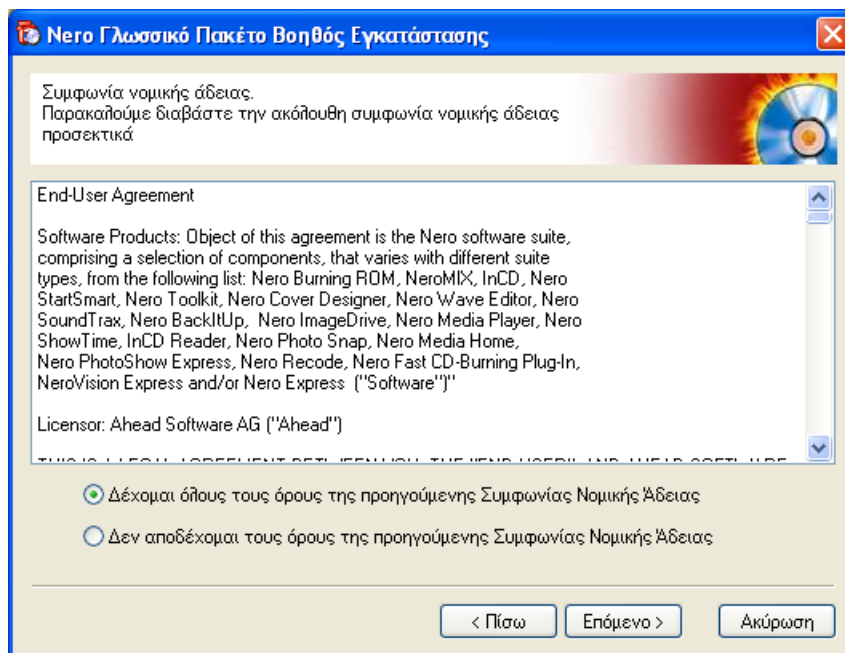 Nero Γλωσσικό Πακέτο Βοηθός Εγκατάστασης
Συμφωνία νομικής άδειας.
Παρακαλούμε διαβάστε την ακόλουθη συμφωνία νομικής άδειας
προσεκτικά
End-User Agreement
Software Products: Object of this agreement is the Nero software suite,
comprising a selection of components, that varies with different suite
types, from the following list: Nero Burning ROM, NeroMIX, InCD, Nero
StartSmart, Nero Toolkit, Nero Cover Designer, Nero Wave Editor, Nero
SoundTrax, Nero BackItUp,  Nero ImageDrive, Nero Media Player, Nero
ShowTime, InCD Reader, Nero Photo Snap, Nero Media Home,
Nero PhotoShow Express, Nero Recode, Nero Fast CD-Burning Plug-In,
NeroVision Express and/or Nero Express  ("Software")"
Licensor: Ahead Software AG ("Ahead")
Δέχομαι όλους τους όρους της προηγούμενης Συμφωνίας Νομικής Άδειας
Δεν αποδέχομαι τους όρους της προηγούμενης Συμφωνίας Νομικής Άδειας
< Πίσω
Επόμενο >
Ακύρωση